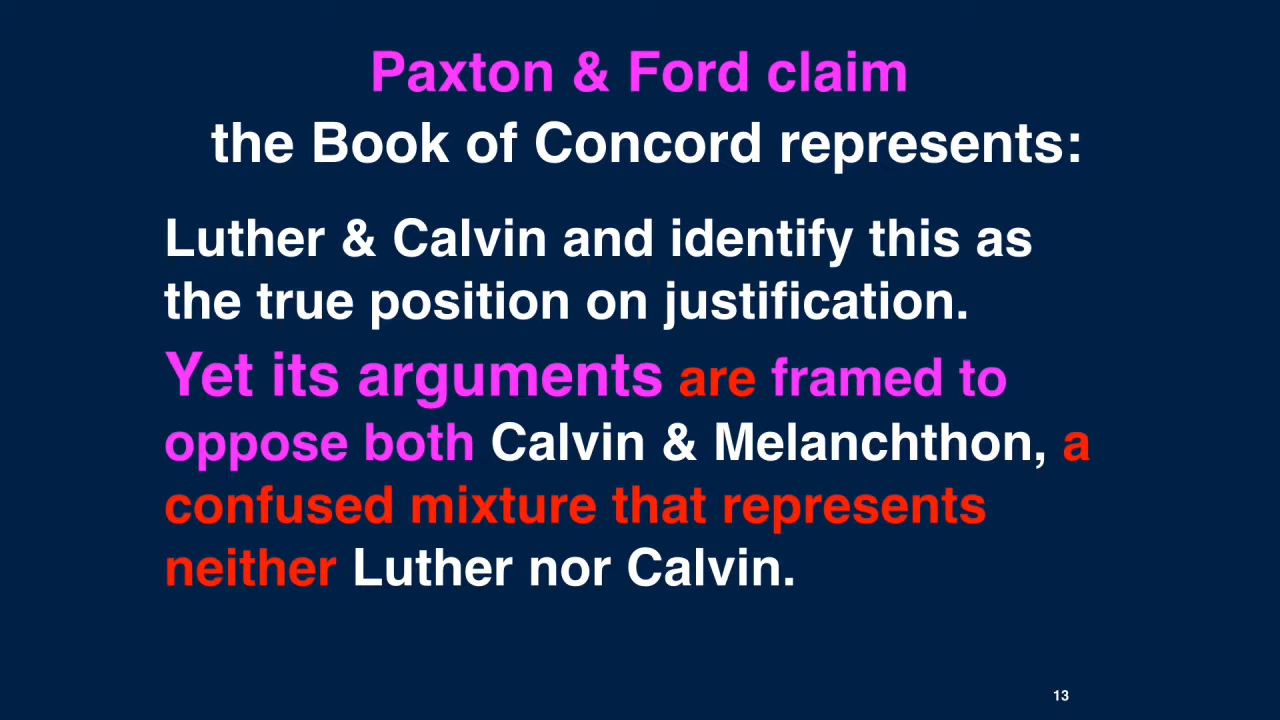 Paxton & Ford claim
the Book of Concord represents:
Luther & Calvin and identify this as
the true position on justification.
Yet its arguments are framed to
oppose both Calvin & Melanchthon, a
confused mixture that represents
neither Luther nor Calvin.
13